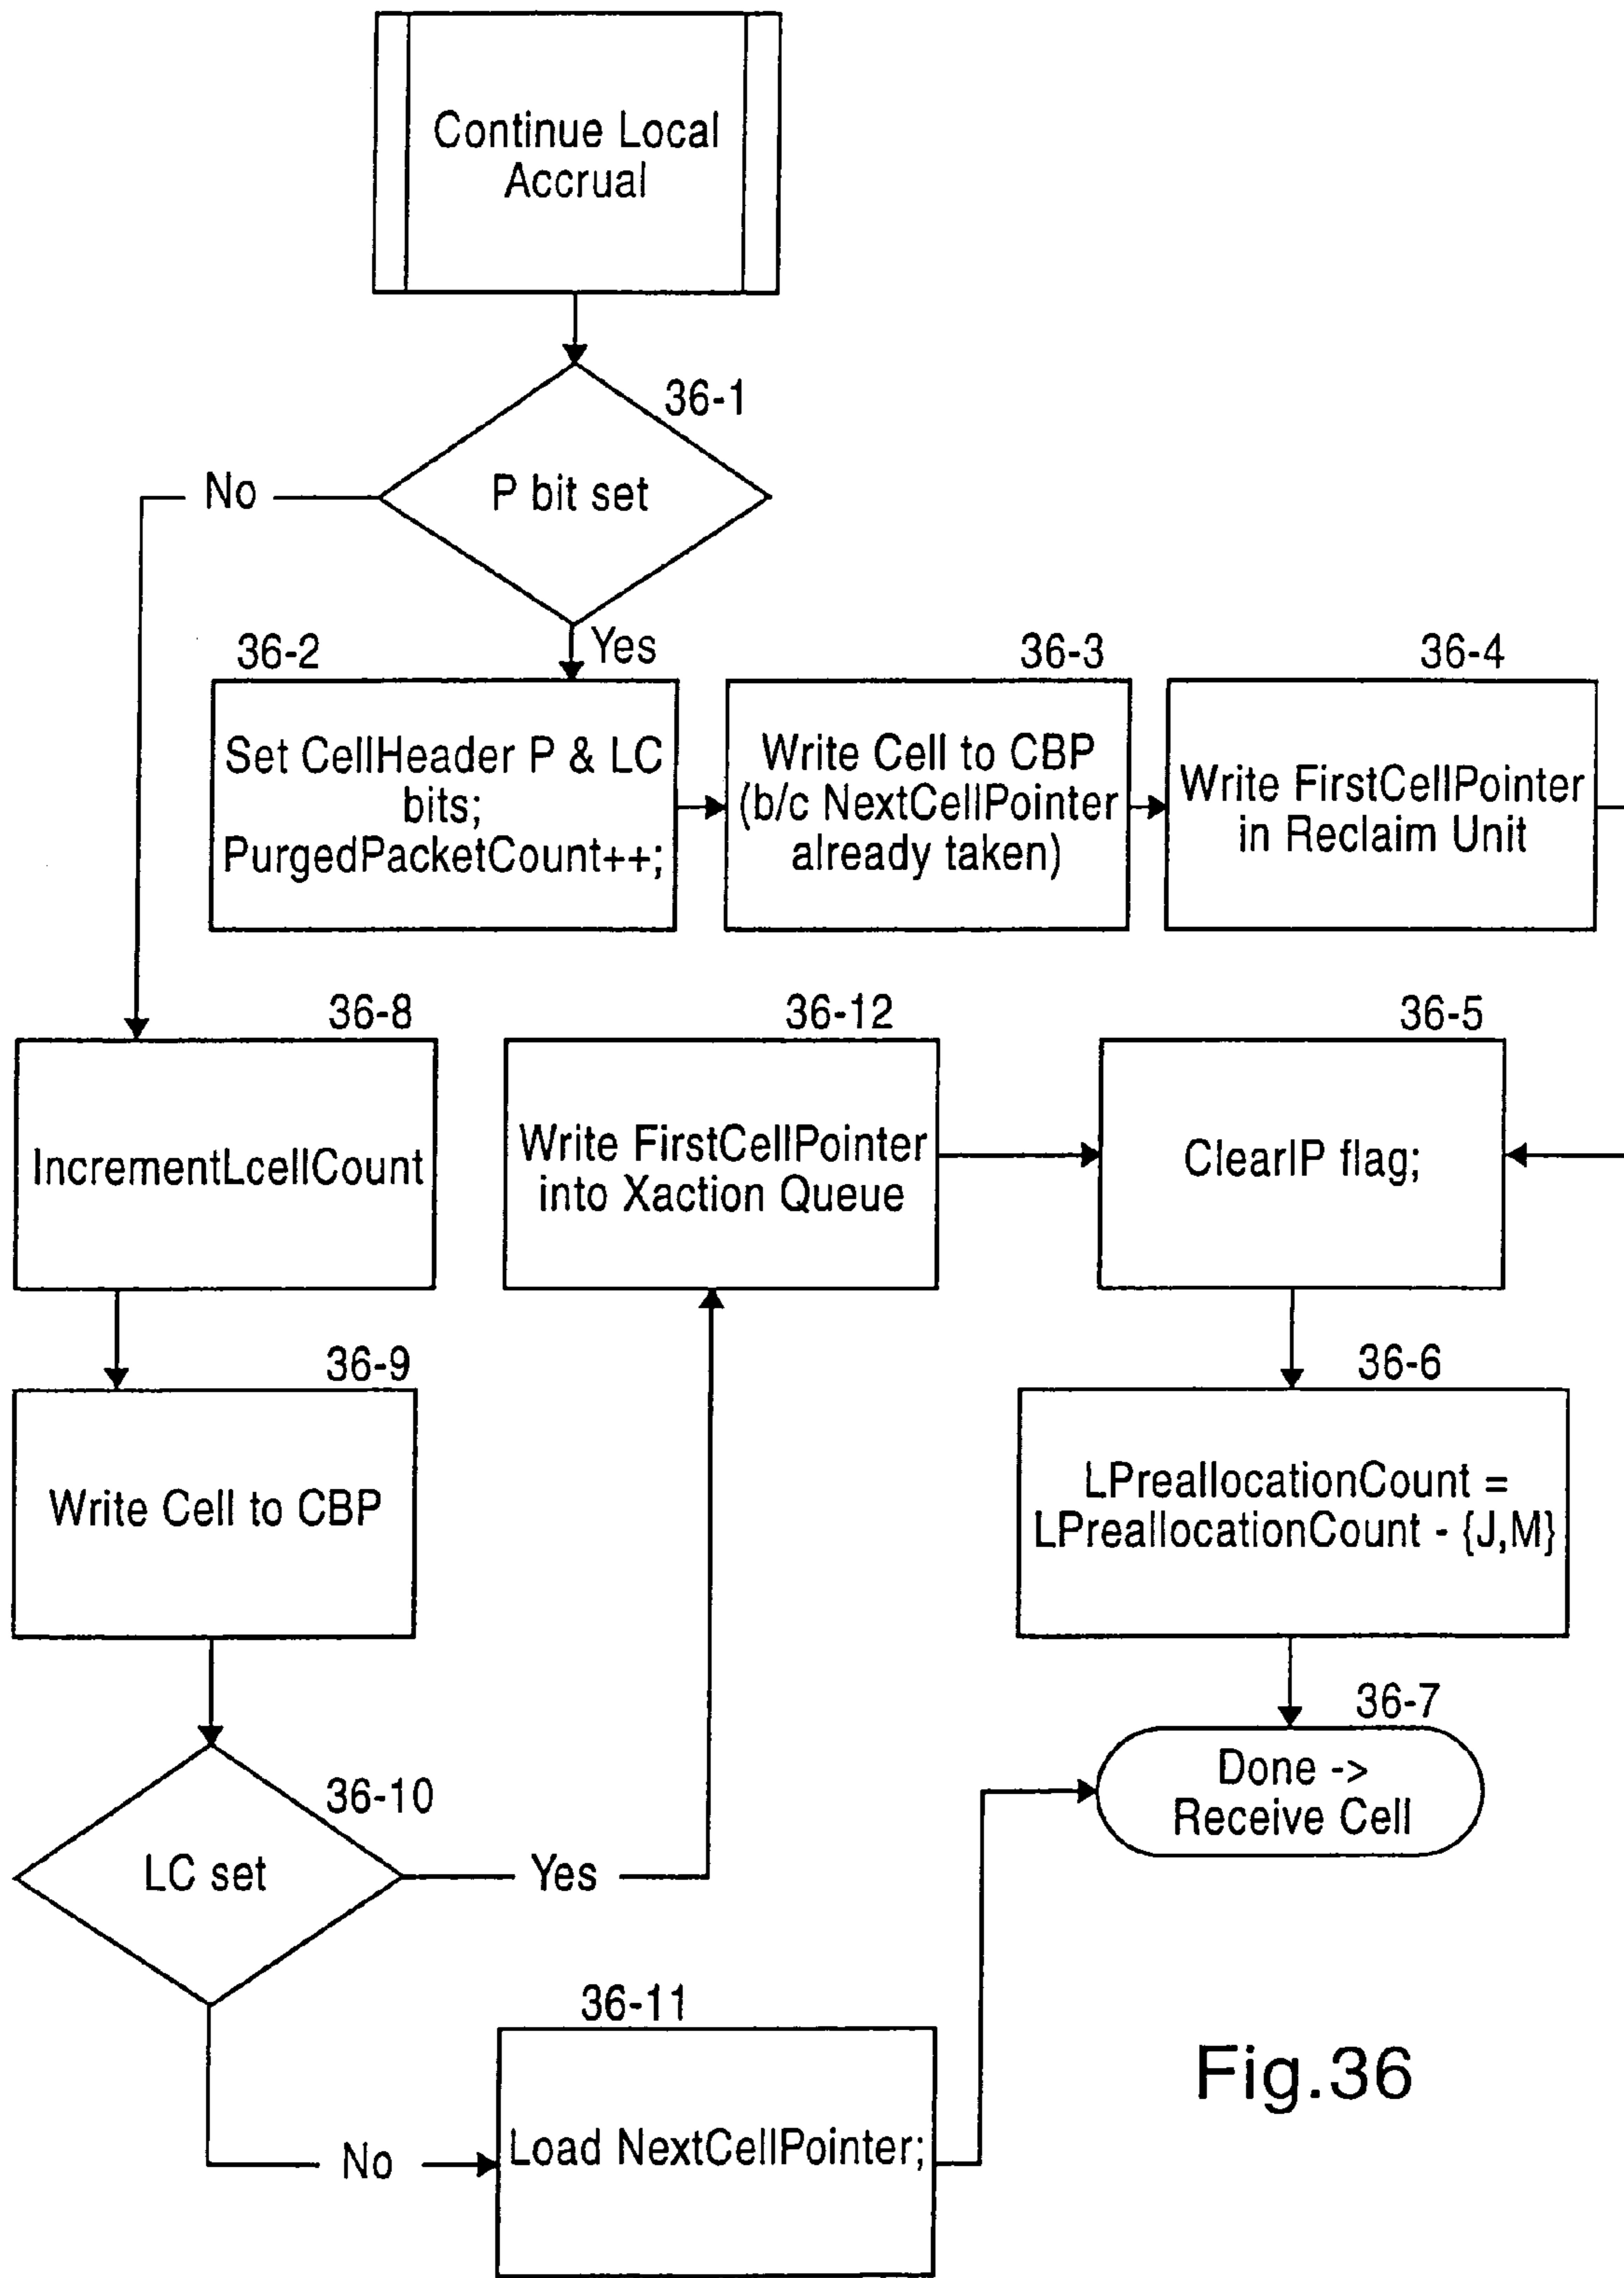 Continue Local
Accrual
36-1
P bit set
No
Yes
36-2
Set CellHeader P & LC
bits;
PurgedPacketCount++;
36-3
Write Cell to CBP
(b/c NextCellPointer
already taken)
36-4
Write FirstCellPointer
in Reclaim Unit
36-8
IncrementLcellCount
36-12
Write FirstCellPointer
into Xaction Queue
36-5
ClearIP flag;
36-9
Write Cell to CBP
36-6
LPreallocationCount =
LPreallocationCount - {J,M}
36-10
LC set
Yes
36-7
Done ->
Receive Cell
No
36-11
Load NextCellPointer;
Fig.36